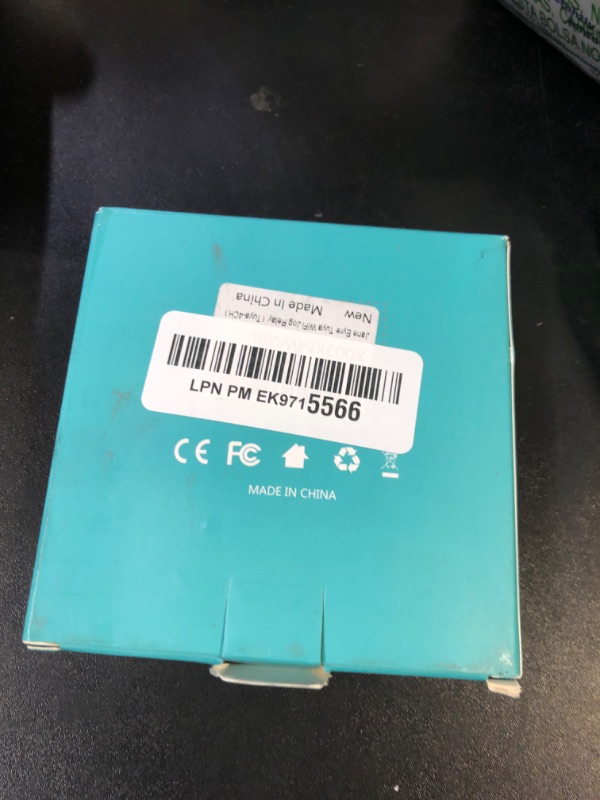 Made In China
New
Jane Eyre Tuya WiFi Jog Relay ( Tuya-4CH )
LPN PM EK9715566
CE FC
MADE IN CHINA